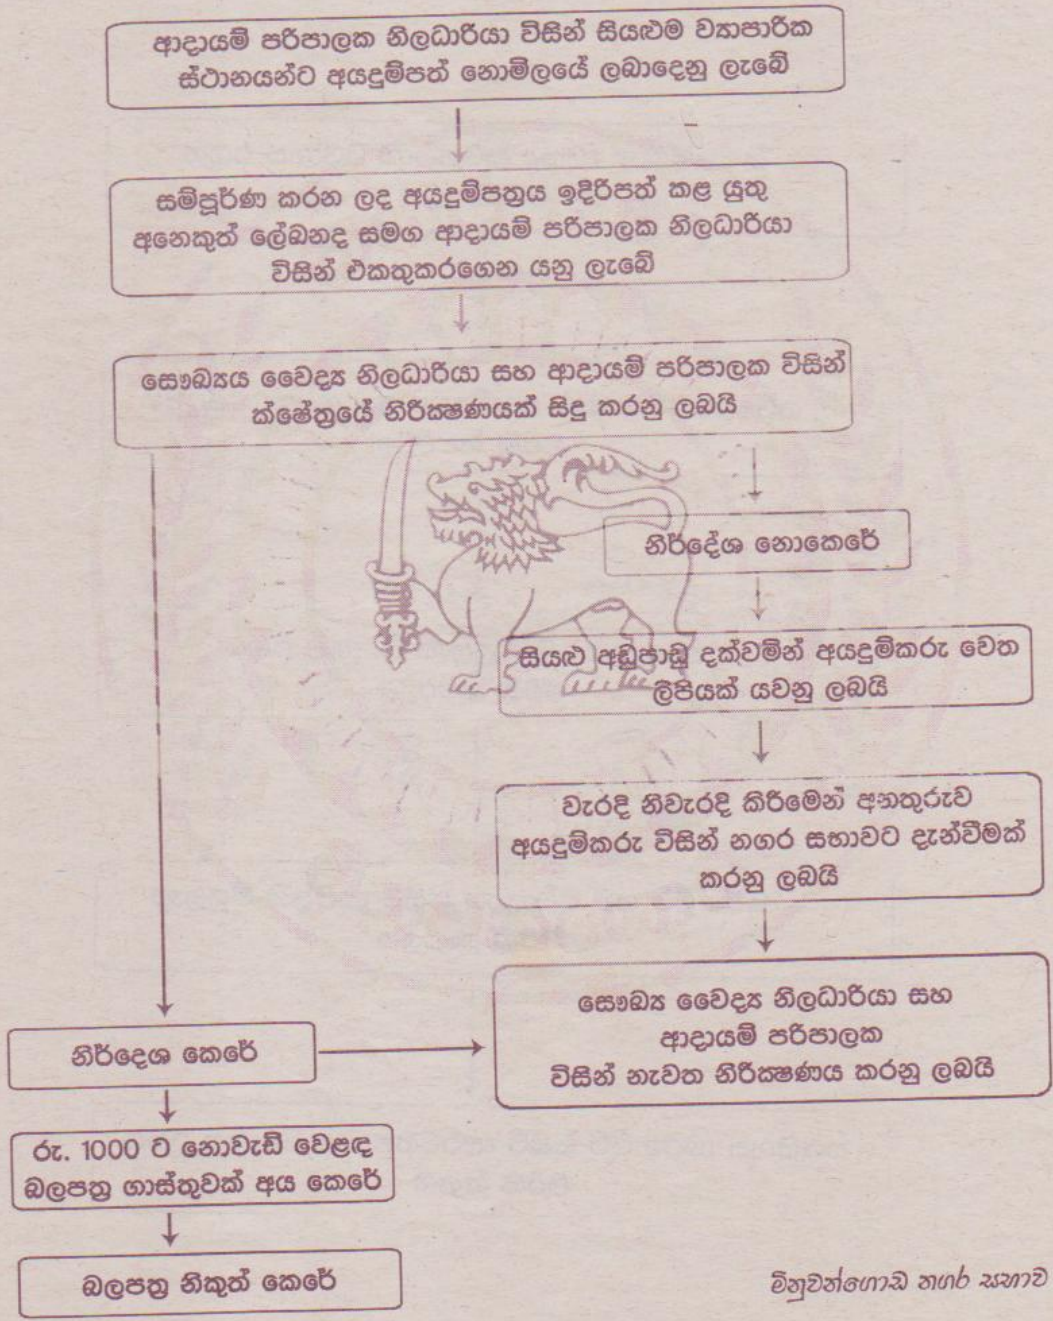 ආදායම් පරිපාලක නිලධාරියා විසින් සියළුම ව්‍යාපාරික
ස්ථානයන්ට අයදුම්පත් නොමිලයේ ලබාදෙනු ලැබේ
සම්පූර්ණ කරන ලද අයදුම්පත්‍රය ඉදිරිපත් කළ යුතු
අනෙකුත් ලේඛනද සමග ආදායම් පරිපාලක නිලධාරියා
විසින් එකතුකරගෙන යනු ලැබේ
සෞඛ්‍යය වෛද්‍ය නිලධාරියා සහ ආදායම් පරිපාලක විසින්
ක්ෂේත්‍රයේ නිරීක්‍ෂණයක් සිදු කරනු ලබයි
නිර්දේශ නොකෙරේ
සියළු අඩුපාඩු දක්වමින් අයදුම්කරු වෙත
ලිපියක් යවනු ලබයි
වැරදි නිවැරදි කිරීමෙන් අනතුරුව
අයදුම්කරු විසින් නගර සභාවට දැන්වීමක්
කරනු ලබයි
සෞඛ්‍ය වෛද්‍ය නිලධාරියා සහ
ආදායම් පරිපාලක
විසින් නැවත නිරීක්‍ෂණය කරනු ලබයි
නිර්දෙශ කෙරේ
රු. 1000 ට නොවැඩි වෙළඳ
බලපත්‍ර ගාස්තුවක් අය කෙරේ
බලපත්‍ර නිකුත් කෙරේ
මිනුවන්ගොඩ නගර සභාව